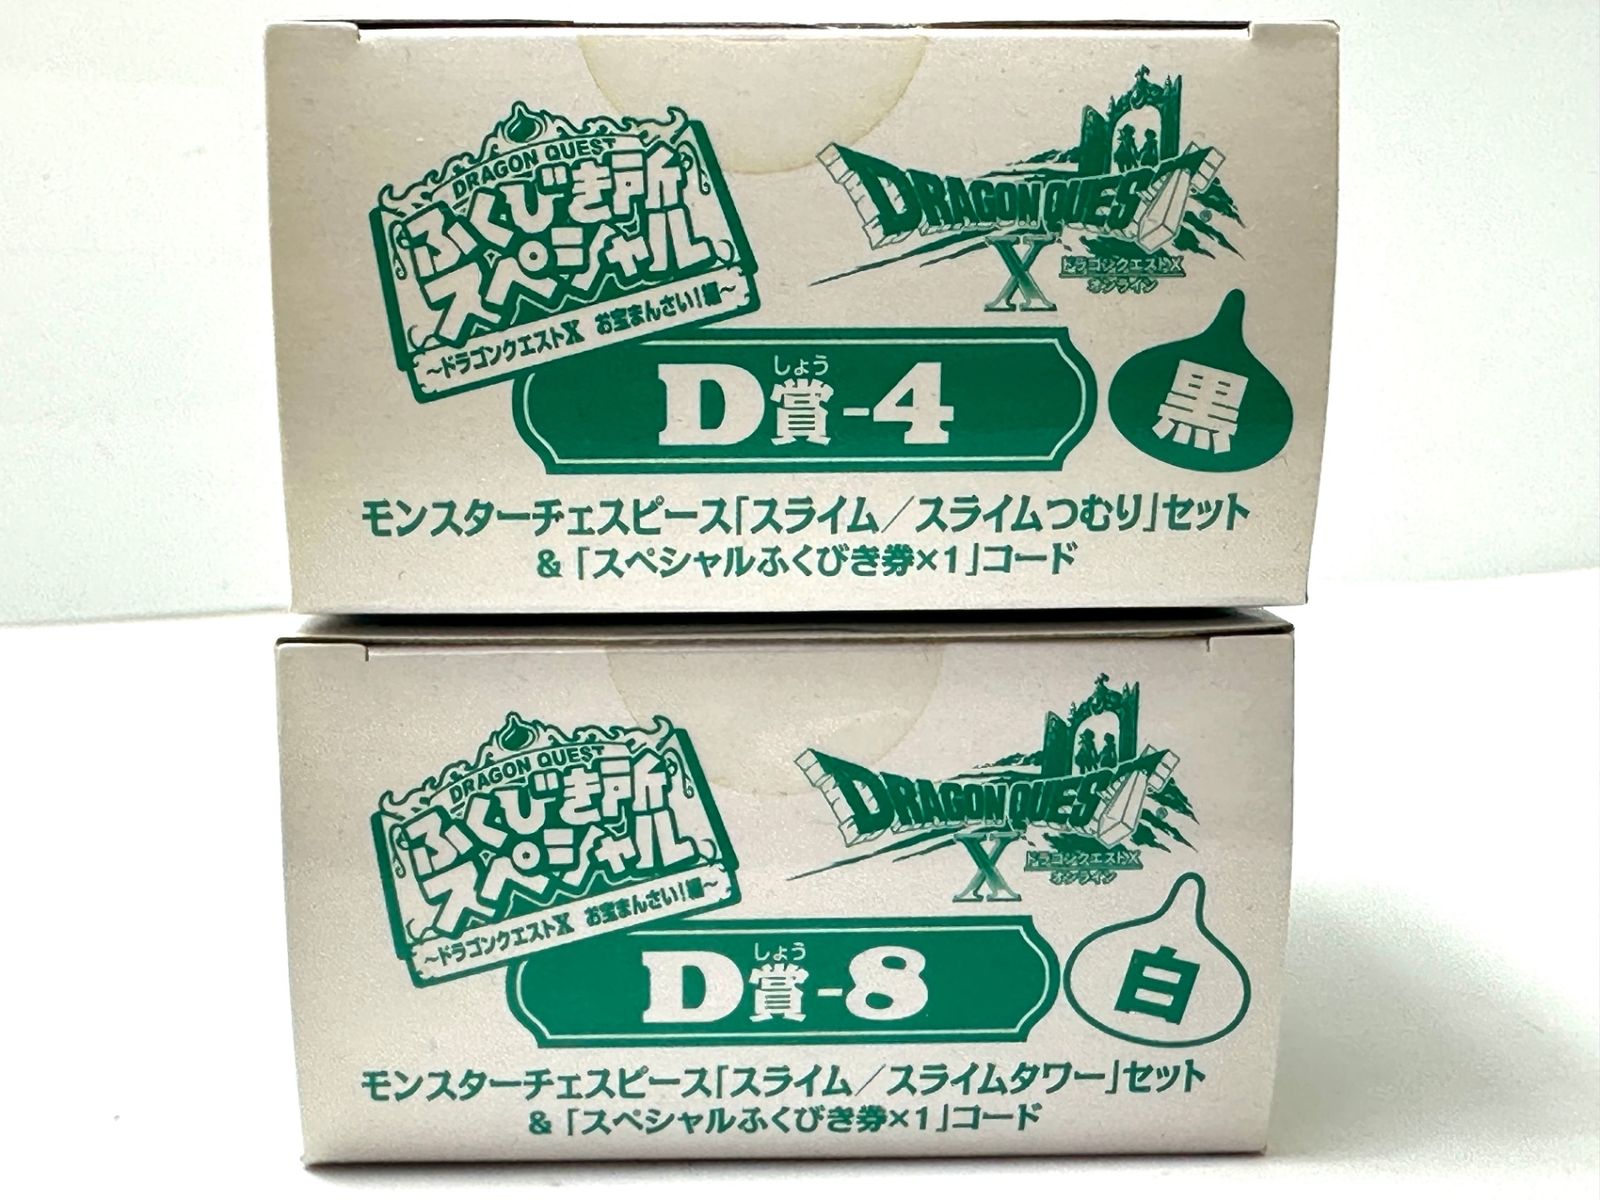 DRAGON QUEST
ふくびき所
スペシャル
～ドラゴンクエストX お宝まんさい!編～
DRAGON QUEST
X
ドラゴンクエストX
オンライン
しょう
D賞-4
黒
モンスターチェスピース「スライム／スライムつむり」セット
&「スペシャルふくびき券×1」コード
DRAGON QUEST
ふくびき所
スペシャル
～ドラゴンクエストX お宝まんさい!編～
DRAGON QUEST
X
ドラゴンクエストX
オンライン
しょう
D賞-8
白
モンスターチェスピース「スライム／スライムタワー」セット
&「スペシャルふくびき券×1」コード